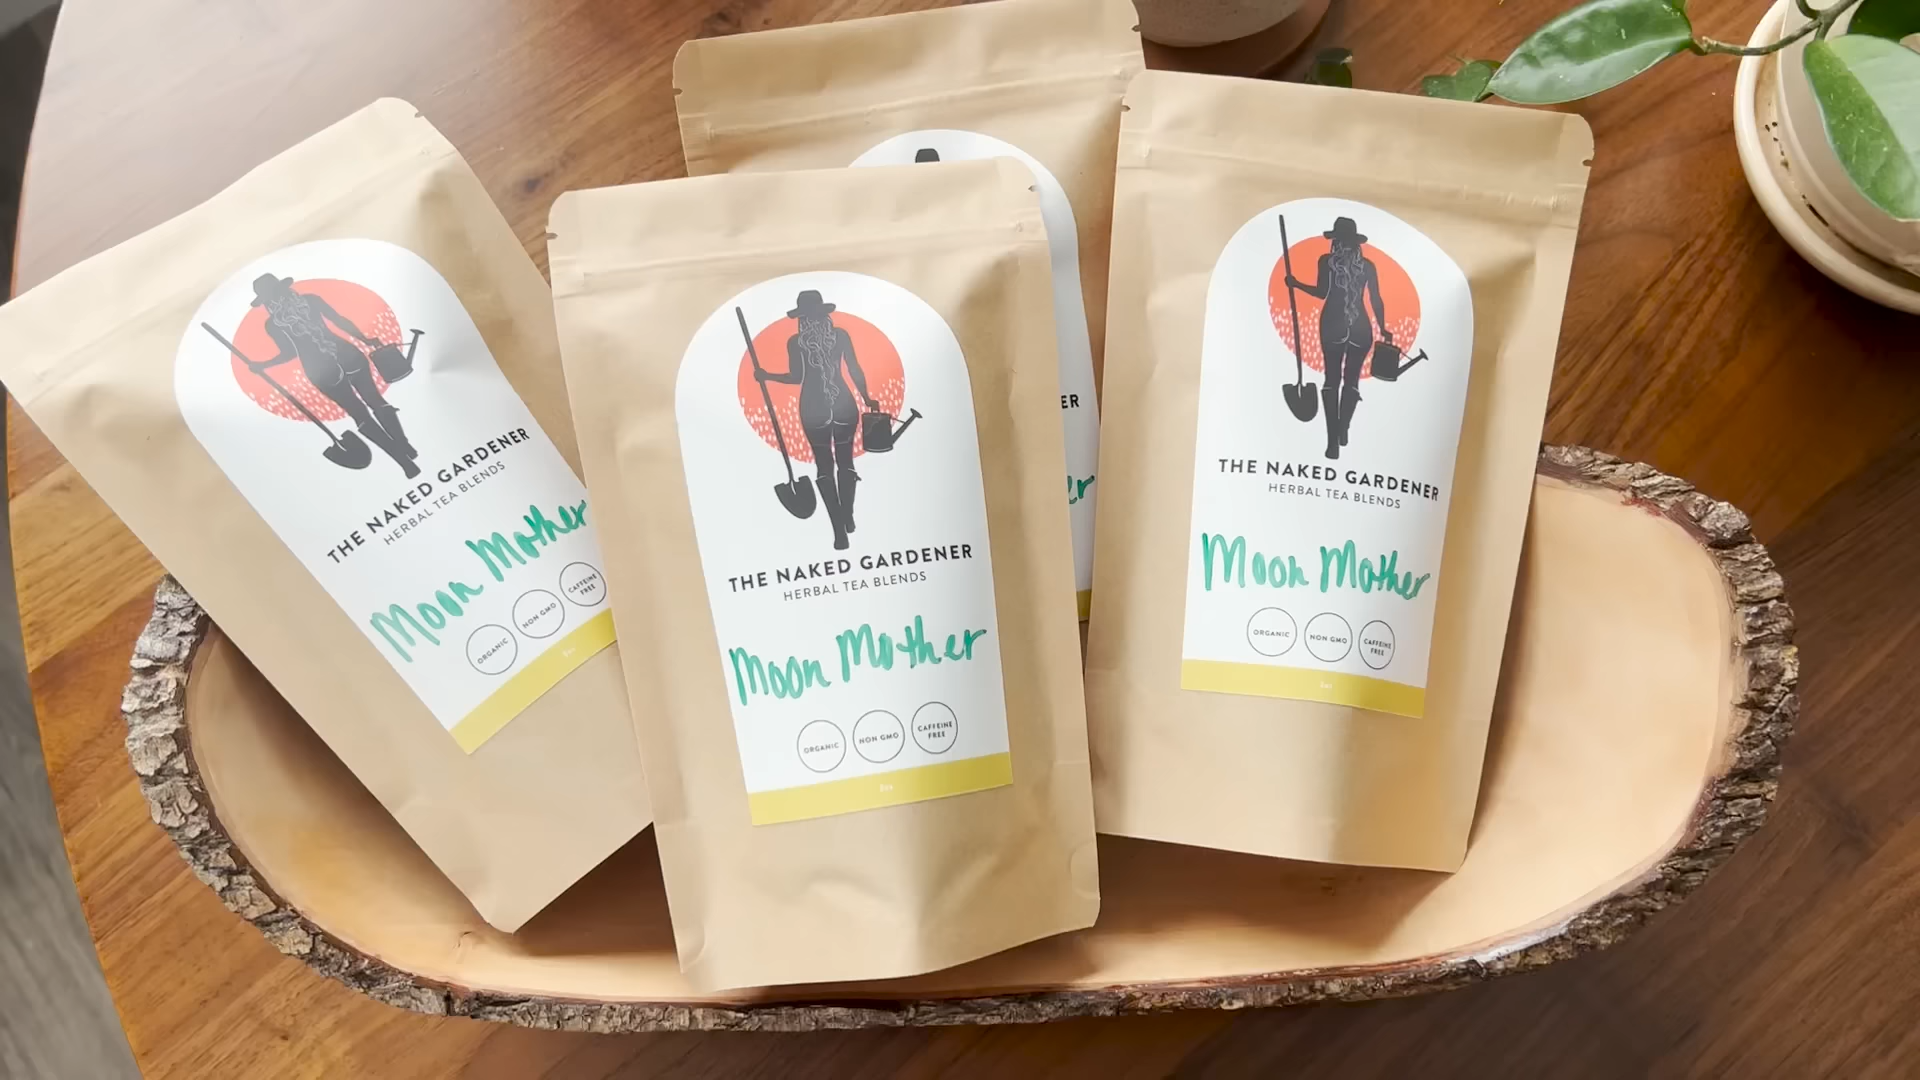 THE NAKED GARDENER
HERBAL TEA BLENDS
Moon Mother
ORGANIC
NON GMO
CAFFEINE
FREE
THE NAKED GARDENER
HERBAL TEA BLENDS
Moon Mother
ORGANIC
NON GMO
CAFFEINE
FREE
ER
er
THE NAKED GARDENER
HERBAL TEA BLENDS
Moon Mother
ORGANIC
NON GMO
CAFFEINE
FREE